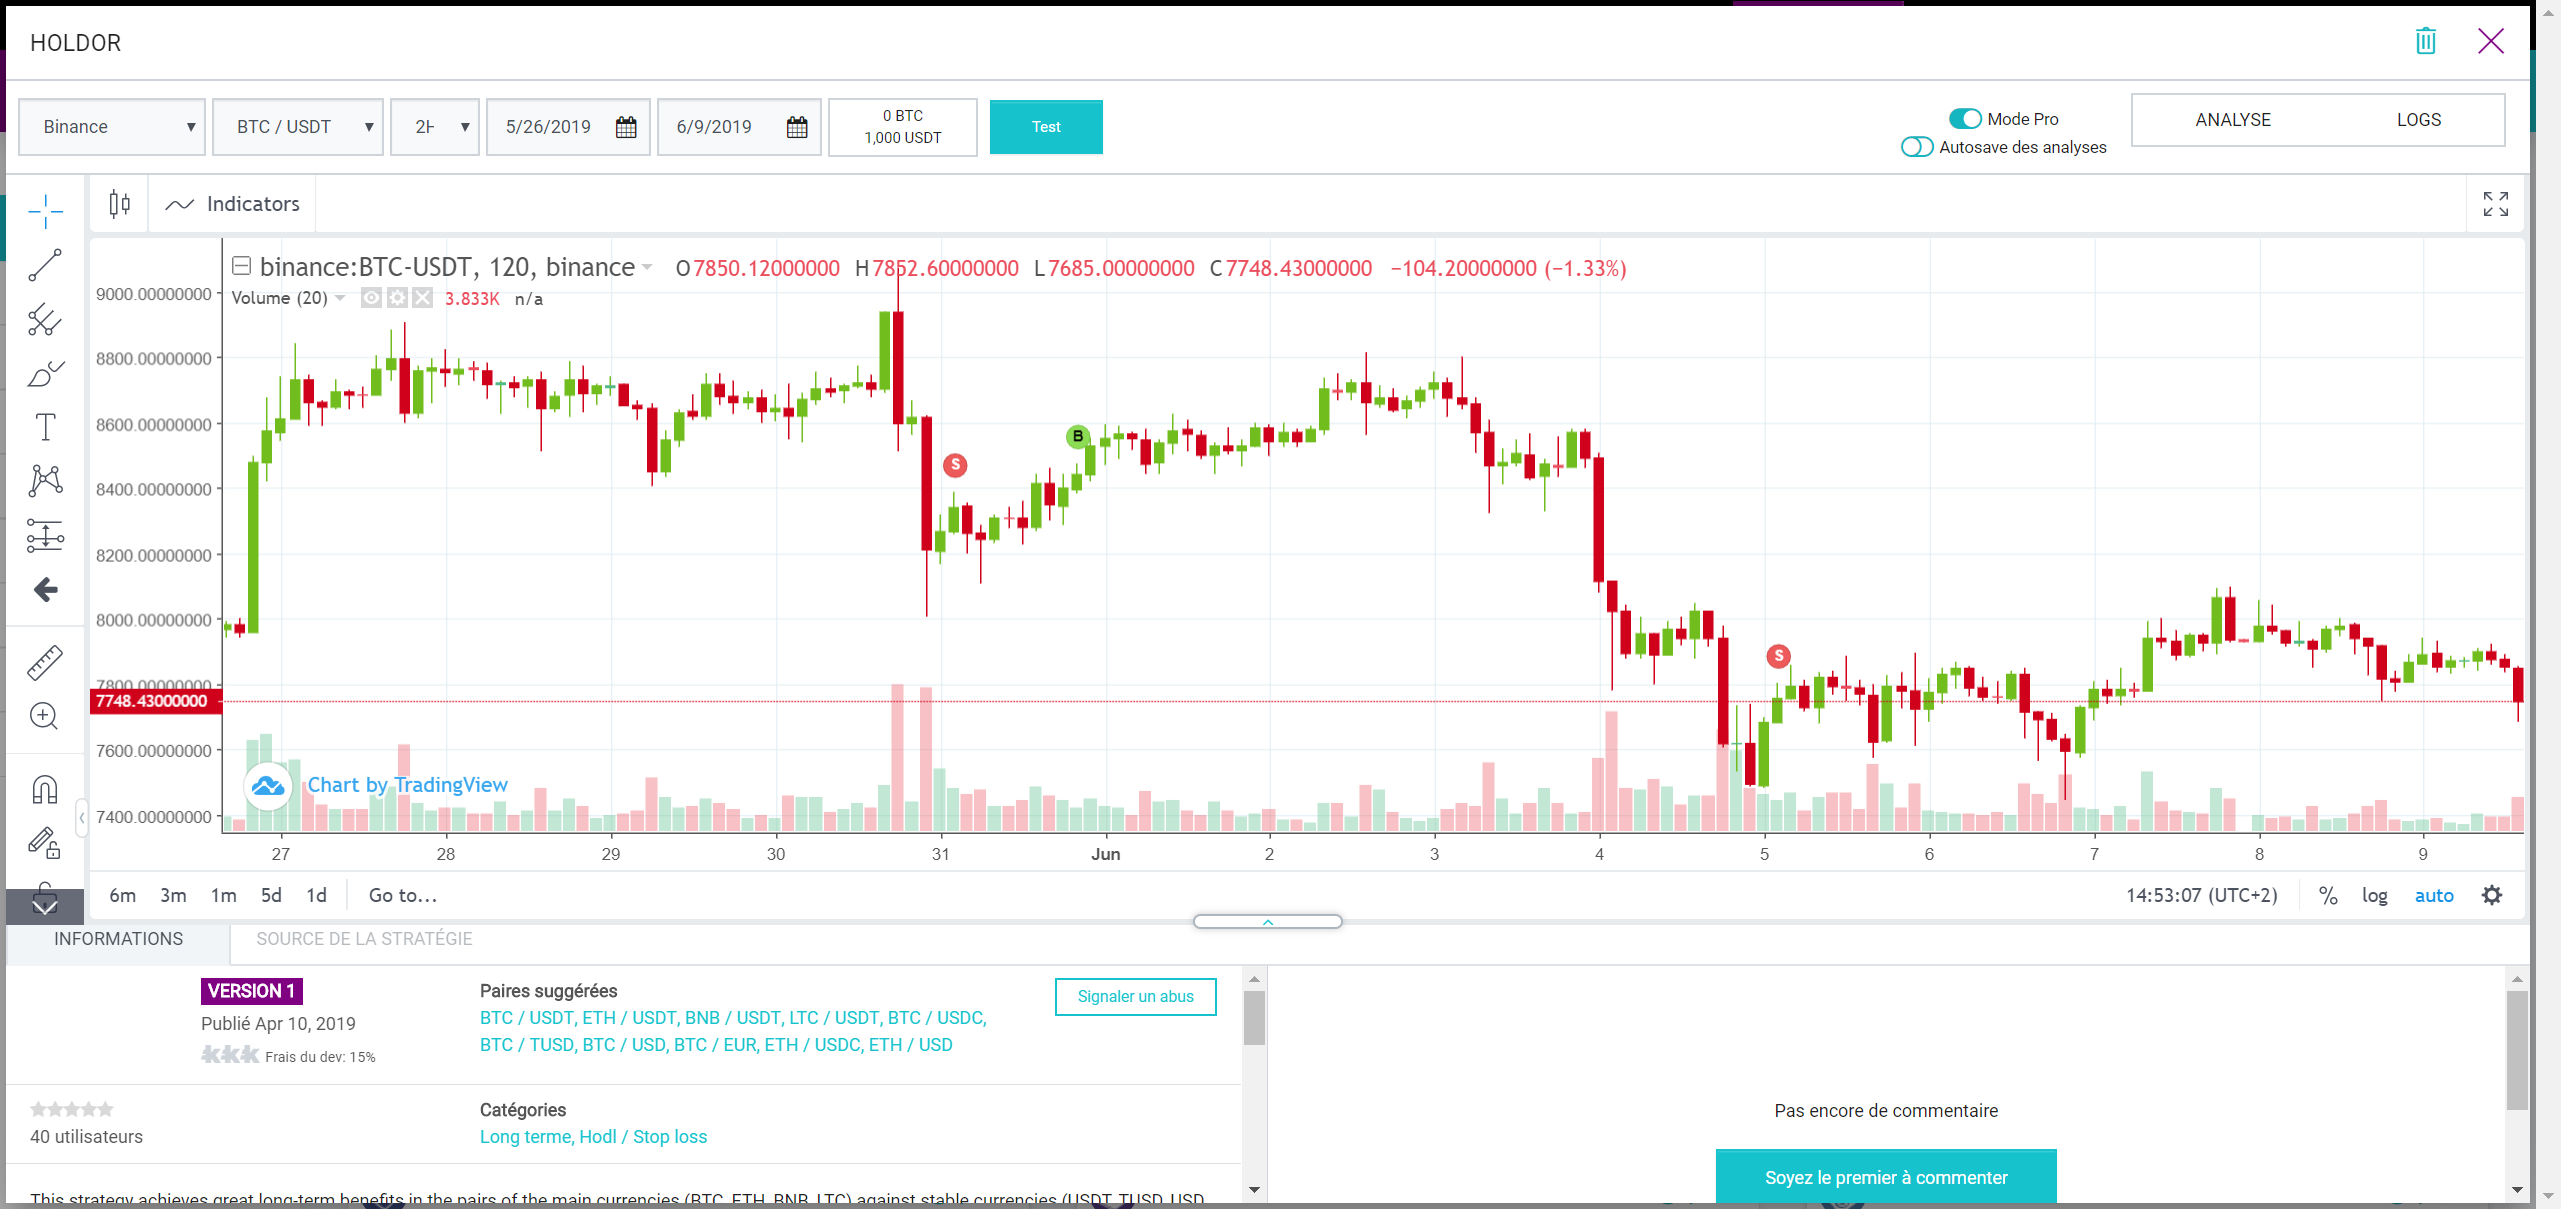 HOLDOR
Binance
BTC / USDT
5/26/2019
6/9/2019
0 BTC
1,000 USDT
Test
Mode Pro
Autosave des analyses
ANALYSE
LOGS
Indicators
binance:BTC-USDT, 120, binance O7850.12000000 H7852.60000000 L7685.00000000 C7748.43000000 −104.20000000 (−1.33%)
Volume (20) 3.833K n/a
9000.00000000
8800.00000000
8600.00000000
8400.00000000
8200.00000000
8000.00000000
7800.00000000
7748.43000000
7600.00000000
7400.00000000
S
B
S
Chart by TradingView
27 28 29 30 31 Jun 2 3 4 5 6 7 8 9
6m 3m 1m 5d 1d Go to...
14:53:07 (UTC+2) % log auto
INFORMATIONS
SOURCE DE LA STRATÉGIE
VERSION 1
Publié Apr 10, 2019
Frais du dev: 15%
Paires suggérées
BTC / USDT, ETH / USDT, BNB / USDT, LTC / USDT, BTC / USDC,
BTC / TUSD, BTC / USD, BTC / EUR, ETH / USDC, ETH / USD
Signaler un abus
40 utilisateurs
Catégories
Long terme, Hodl / Stop loss
Pas encore de commentaire
Soyez le premier à commenter
This strategy achieves great long-term benefits in the pairs of the main currencies (BTC, ETH, BNB, LTC) against stable currencies (USDT, TUSD, USD,